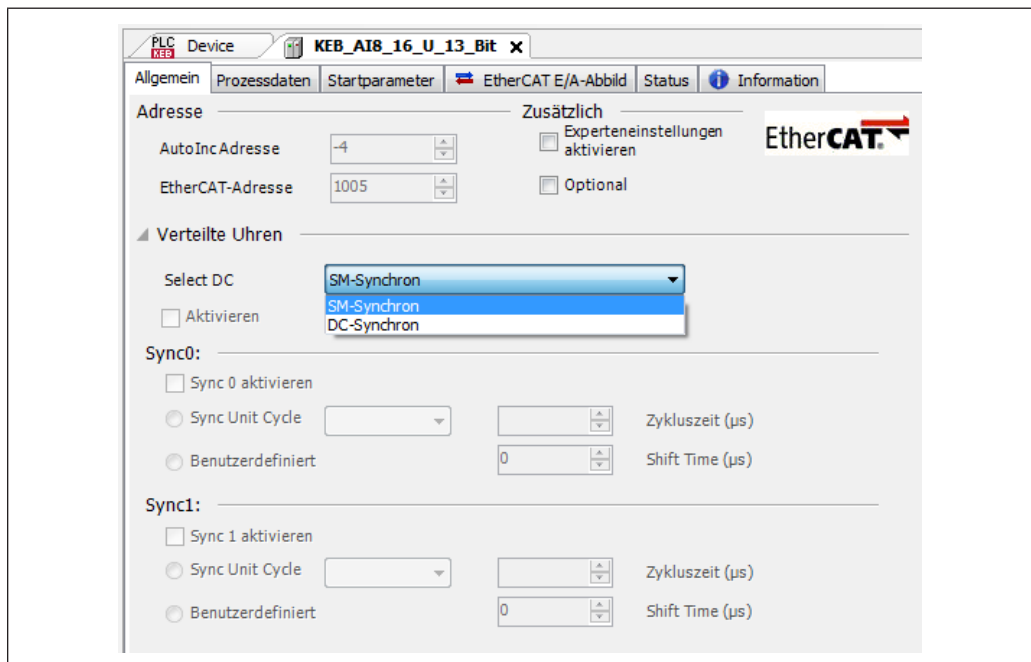 PLC KEB Device KEB_AI8_16_U_13_Bit x
Allgemein Prozessdaten Startparameter EtherCAT E/A-Abbild Status Information
Adresse Zusätzlich
AutoInc Adresse -4 Experteneinstellungen aktivieren EtherCAT.
EtherCAT-Adresse 1005 Optional
Verteilte Uhren
Select DC SM-Synchron
SM-Synchron
Aktivieren DC-Synchron
Sync0:
Sync 0 aktivieren
Sync Unit Cycle Zykluszeit (µs)
Benutzerdefiniert 0 Shift Time (µs)
Sync1:
Sync 1 aktivieren
Sync Unit Cycle Zykluszeit (µs)
Benutzerdefiniert 0 Shift Time (µs)